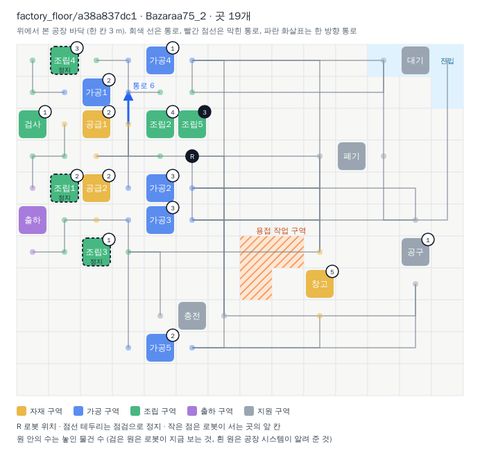 factory_floor/a38a837dc1 · Bazaraa75_2 · 곳 19개
위에서 본 공장 바닥 (한 칸 3 m). 회색 선은 통로, 빨간 점선은 막힌 통로, 파란 화살표는 한 방향 통로
조립4 3
정지
가공4 2
대기
진입
가공1 2
통로 6
검사 1
공급1 2
조립2 4
조립5 3
R
폐기
조립1 2
정지
공급2 2
가공2 3
출하
가공3 3
용접 작업 구역
조립3 1
정지
공구 1
창고 5
충전
가공5 2
자재 구역 가공 구역 조립 구역 출하 구역 지원 구역
R 로봇 위치 · 점선 테두리는 점검으로 정지 · 작은 점은 로봇이 서는 곳의 앞 칸
원 안의 수는 놓인 물건 수 (검은 원은 로봇이 지금 보는 것, 흰 원은 공장 시스템이 알려 준 것)